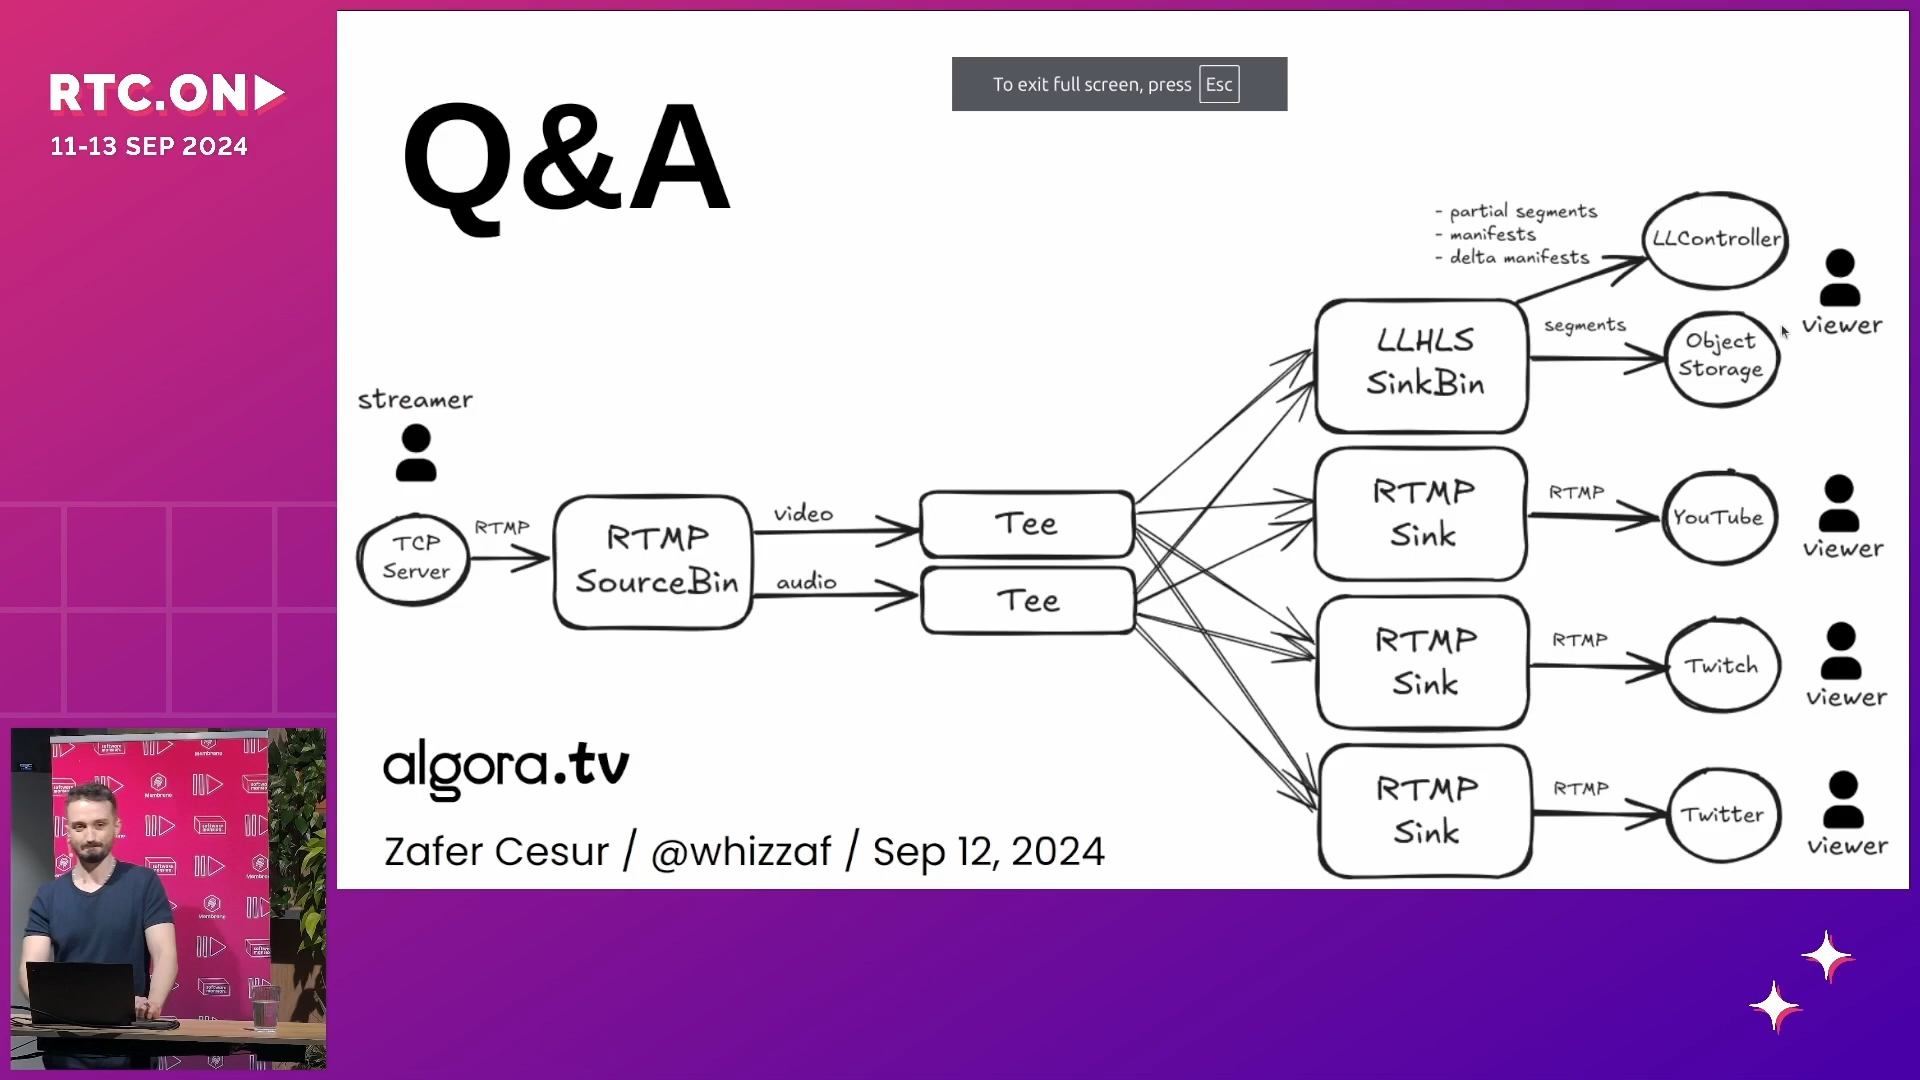 RTC.ON
11-13 SEP 2024
To exit full screen, press Esc
Q&A
- partial segments
- manifests
- delta manifests
LLController
viewer
LLHLS
SinkBin
segments
Object
Storage
streamer
TCP
Server
RTMP
RTMP
SourceBin
video
audio
Tee
Tee
RTMP
Sink
RTMP
YouTube
viewer
RTMP
Sink
RTMP
Twitch
viewer
RTMP
Sink
RTMP
Twitter
viewer
algora.tv
Zafer Cesur / @whizzaf / Sep 12, 2024
Membrane
Membrane